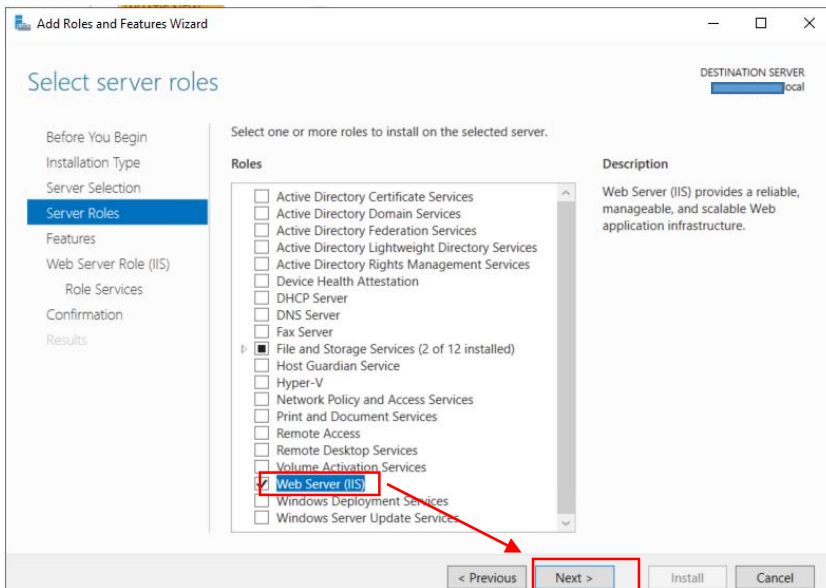 Add Roles and Features Wizard
Select server roles
DESTINATION SERVER
ocal
Before You Begin
Installation Type
Server Selection
Server Roles
Features
Web Server Role (IIS)
Role Services
Confirmation
Results
Select one or more roles to install on the selected server.
Roles
Active Directory Certificate Services
Active Directory Domain Services
Active Directory Federation Services
Active Directory Lightweight Directory Services
Active Directory Rights Management Services
Device Health Attestation
DHCP Server
DNS Server
Fax Server
File and Storage Services (2 of 12 installed)
Host Guardian Service
Hyper-V
Network Policy and Access Services
Print and Document Services
Remote Access
Remote Desktop Services
Volume Activation Services
Web Server (IIS)
Windows Deployment Services
Windows Server Update Services
Description
Web Server (IIS) provides a reliable,
manageable, and scalable Web
application infrastructure.
< Previous
Next >
Install
Cancel